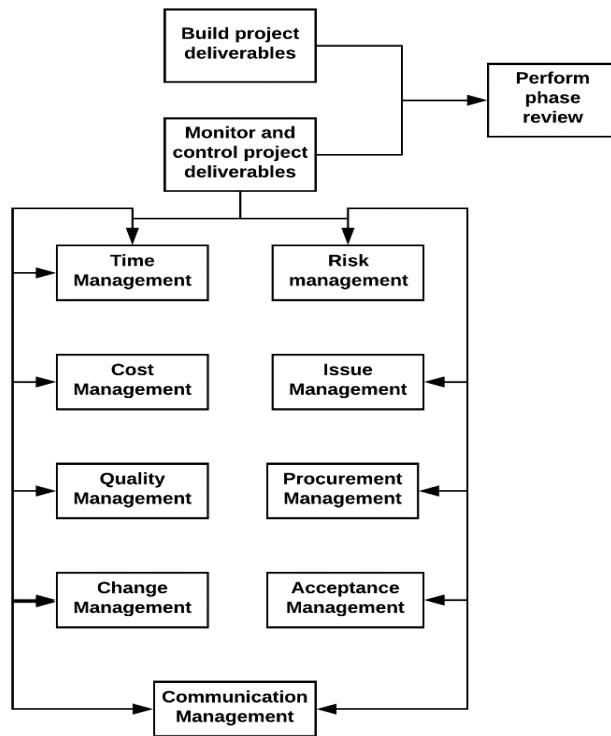 Build project
deliverables
Perform
phase
review
Monitor and
control project
deliverables
Time
Management
Risk
management
Cost
Management
Issue
Management
Quality
Management
Procurement
Management
Change
Management
Acceptance
Management
Communication
Management